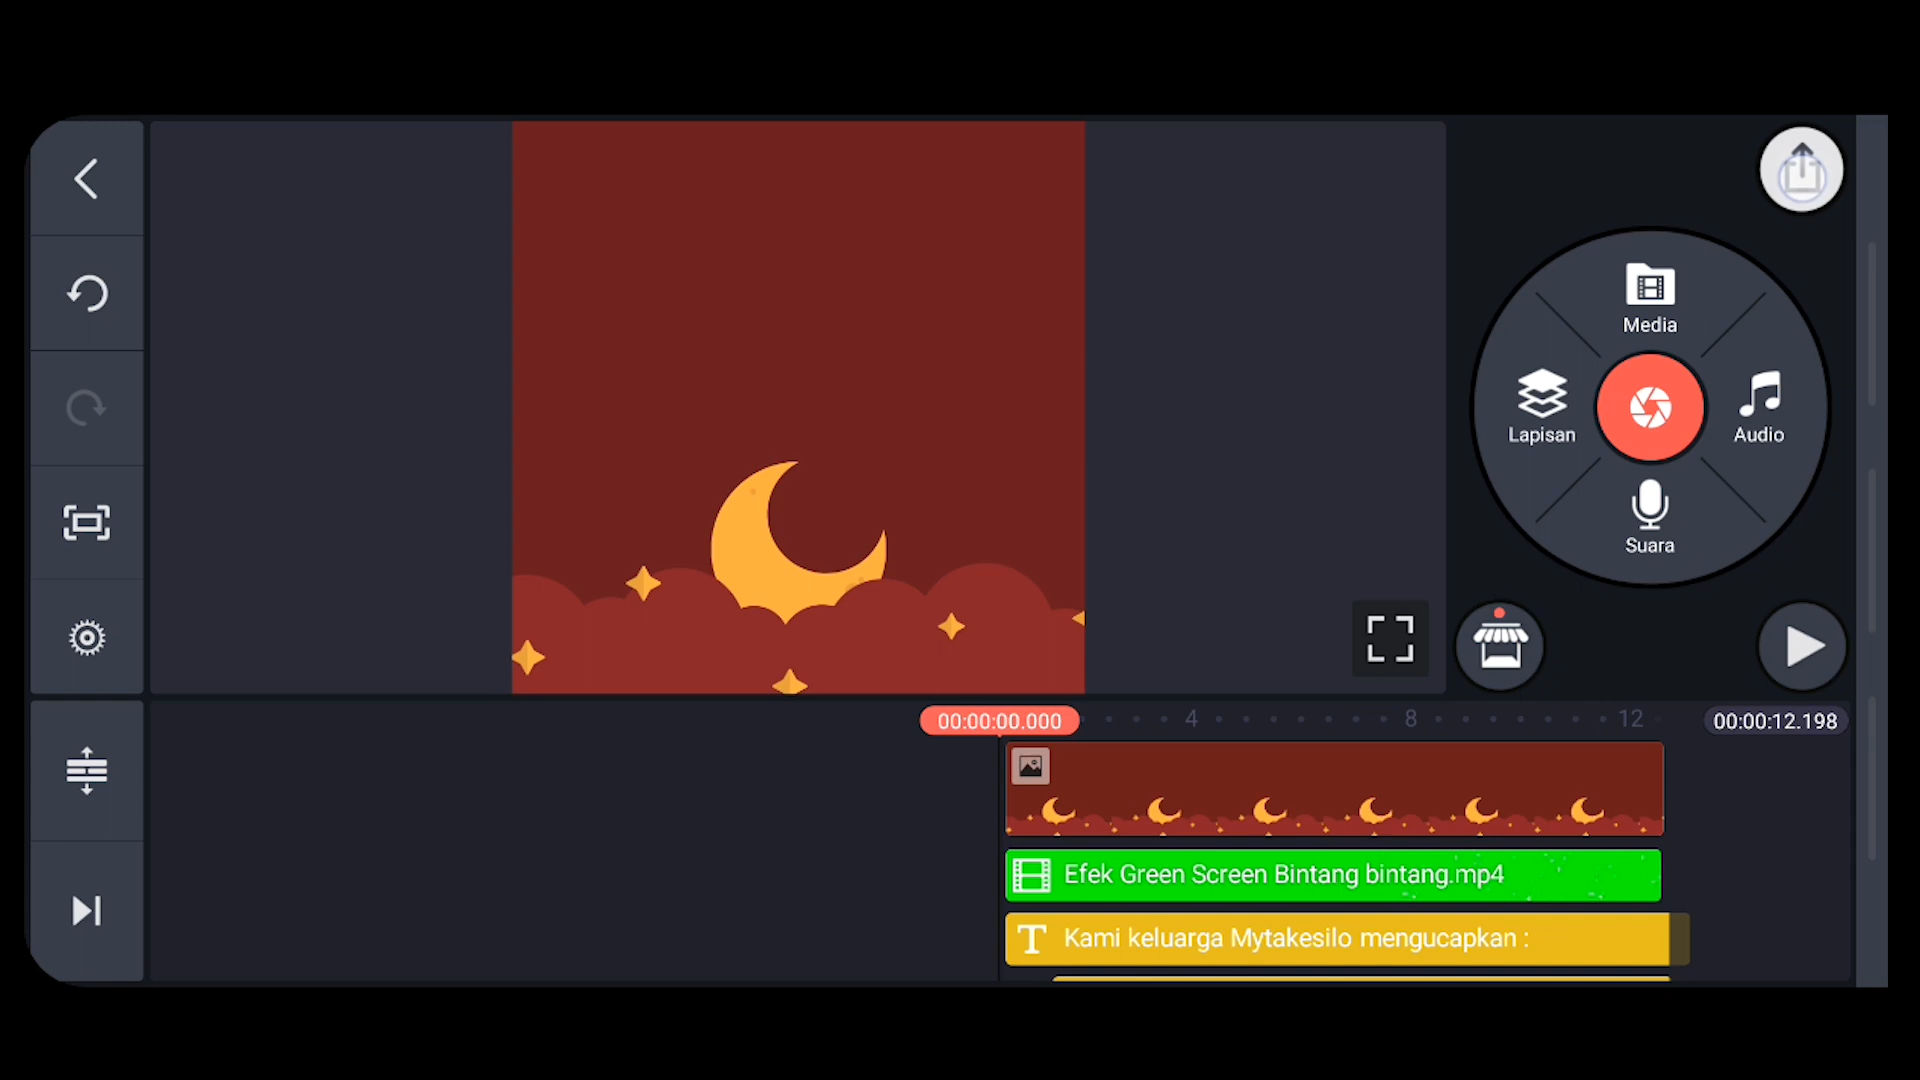 Media
Lapisan
Audio
Suara
00:00:00.000
4
8
12
00:00:12.198
Efek Green Screen Bintang bintang.mp4
Kami keluarga Mytakesilo mengucapkan :